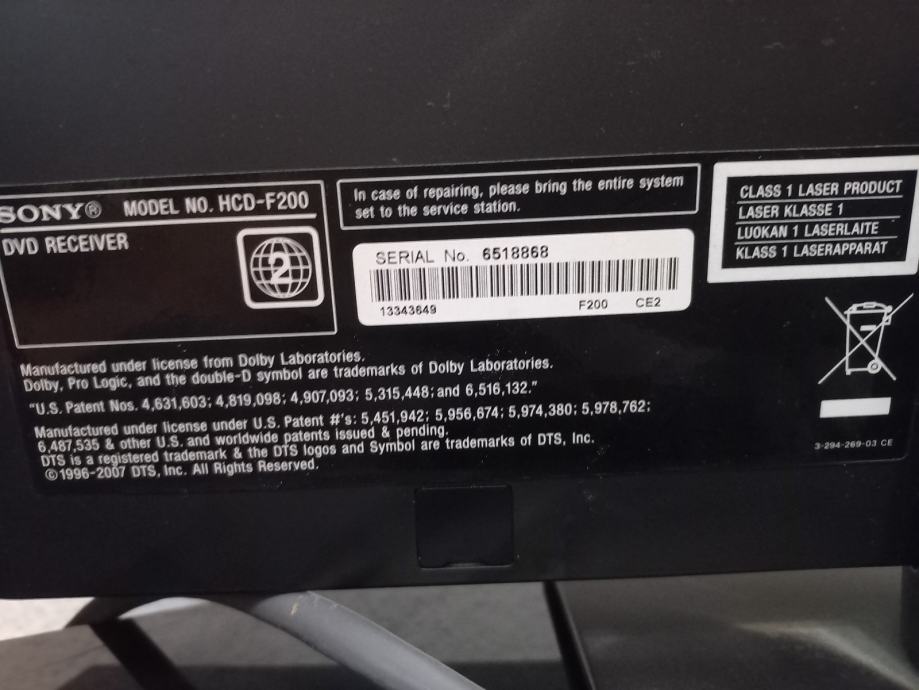 SONY® MODEL NO. HCD-F200
DVD RECEIVER
2
In case of repairing, please bring the entire system
set to the service station.
SERIAL No. 6518868
13343649 F200 CE2
CLASS 1 LASER PRODUCT
LASER KLASSE 1
LUOKAN 1 LASERLAITE
KLASS 1 LASERAPPARAT
Manufactured under license from Dolby Laboratories.
Dolby, Pro Logic, and the double-D symbol are trademarks of Dolby Laboratories.
"U.S. Patent Nos. 4,631,603; 4,819,098; 4,907,093; 5,315,448; and 6,516,132."
Manufactured under license under U.S. Patent #'s: 5,451,942; 5,956,674; 5,974,380; 5,978,762;
6,487,535 & other U.S. and worldwide patents issued & pending.
DTS is a registered trademark & the DTS logos and Symbol are trademarks of DTS, Inc.
©1996-2007 DTS, Inc. All Rights Reserved.
3-294-269-03 CE